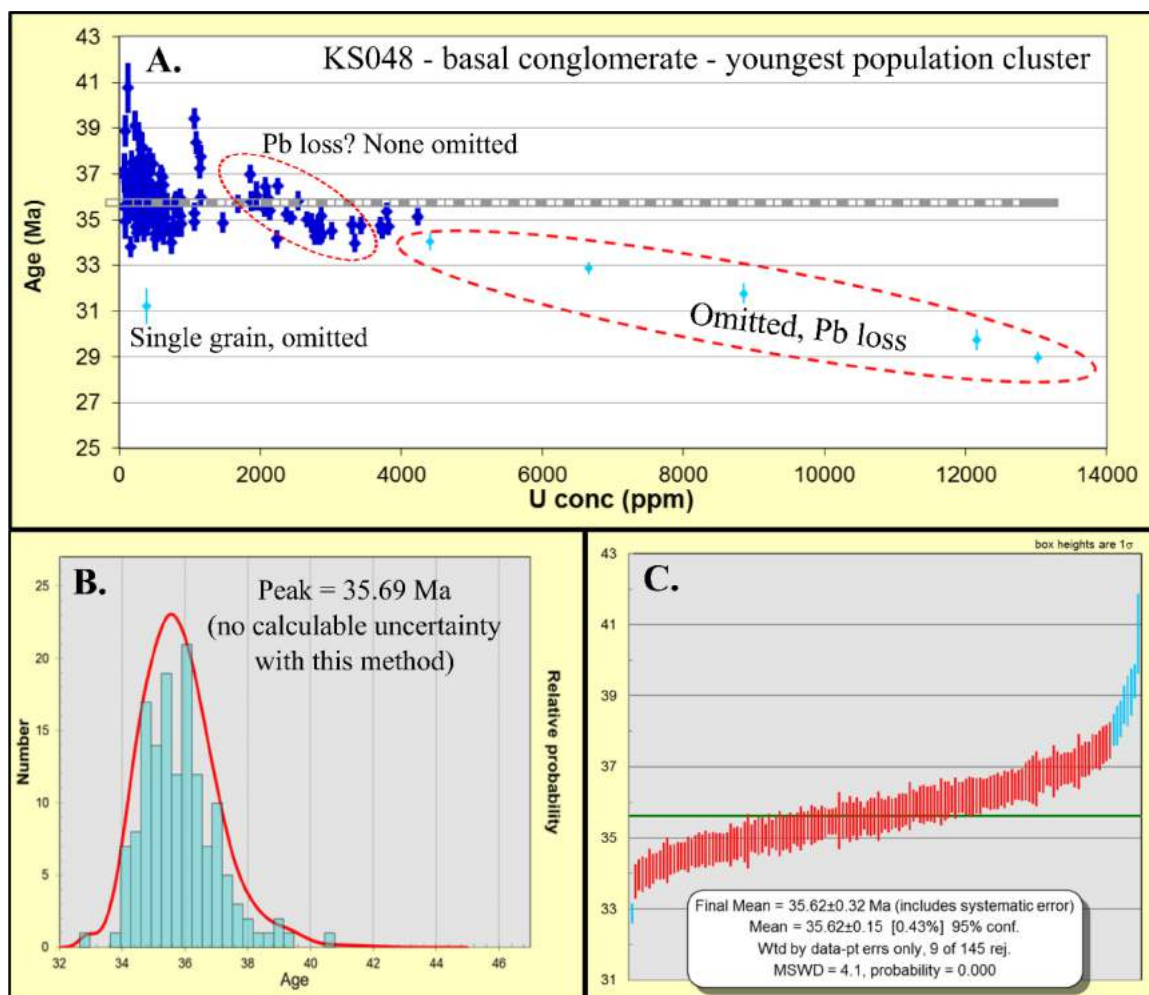 A.
KS048 - basal conglomerate - youngest population cluster
43
41
39
37
35
33
31
29
27
25
Age (Ma)
Pb loss? None omitted
Single grain, omitted
Omitted, Pb loss
0
2000
4000
6000
8000
10000
12000
14000
U conc (ppm)
B.
Peak = 35.69 Ma
(no calculable uncertainty
with this method)
25
20
15
10
5
0
Number
Relative probability
32
34
36
38
40
42
44
46
Age
box heights are 1σ
C.
43
41
39
37
35
33
31
Final Mean = 35.62±0.32 Ma (includes systematic error)
Mean = 35.62±0.15 [0.43%] 95% conf.
Wtd by data-pt errs only, 9 of 145 rej.
MSWD = 4.1, probability = 0.000